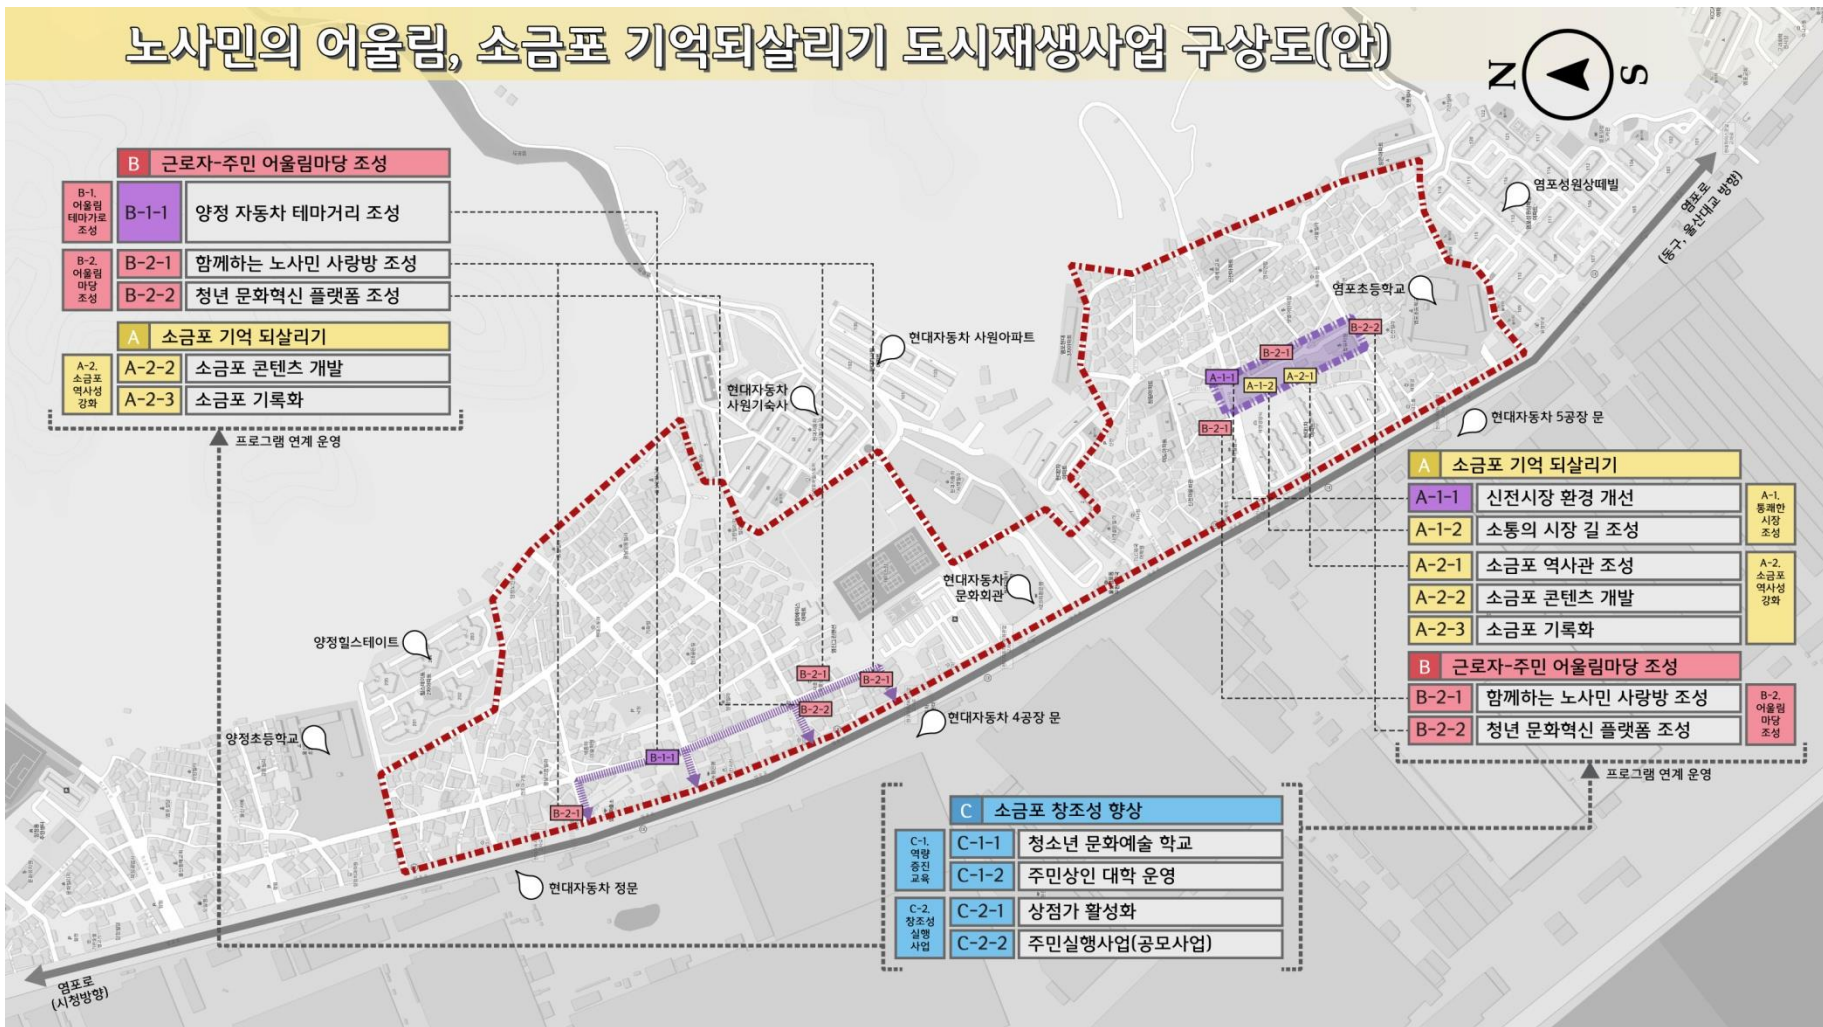 노사민의 어울림, 소금포 기억되살리기 도시재생사업 구상도(안)
N S
B 근로자-주민 어울림마당 조성
B-1.
어울림
테마가로
조성
B-1-1 양정 자동차 테마거리 조성
B-2.
어울림
마당
조성
B-2-1 함께하는 노사민 사랑방 조성
B-2-2 청년 문화혁신 플랫폼 조성
A 소금포 기억 되살리기
A-2.
소금포
역사성
강화
A-2-2 소금포 콘텐츠 개발
A-2-3 소금포 기록화
프로그램 연계 운영
염포성원상떼빌
염포로
(동구, 울산대교 방향)
염포초등학교
현대자동차 사원아파트
현대자동차
사원기숙사
B-2-2
B-2-1
A-1-1
A-1-2
A-2-1
B-2-1
현대자동차 5공장 문
현대자동차
문화회관
양정힐스테이트
양정초등학교
B-2-1
B-2-1
B-2-2
B-1-1
B-2-1
현대자동차 4공장 문
현대자동차 정문
염포로
(시청방향)
A 소금포 기억 되살리기
A-1-1 신전시장 환경 개선
A-1-2 소통의 시장 길 조성
A-1.
통쾌한
시장
조성
A-2-1 소금포 역사관 조성
A-2-2 소금포 콘텐츠 개발
A-2-3 소금포 기록화
A-2.
소금포
역사성
강화
B 근로자-주민 어울림마당 조성
B-2-1 함께하는 노사민 사랑방 조성
B-2-2 청년 문화혁신 플랫폼 조성
B-2.
어울림
마당
조성
프로그램 연계 운영
C 소금포 창조성 향상
C-1.
역량
증진
교육
C-1-1 청소년 문화예술 학교
C-1-2 주민상인 대학 운영
C-2.
창조성
실행
사업
C-2-1 상점가 활성화
C-2-2 주민실행사업(공모사업)